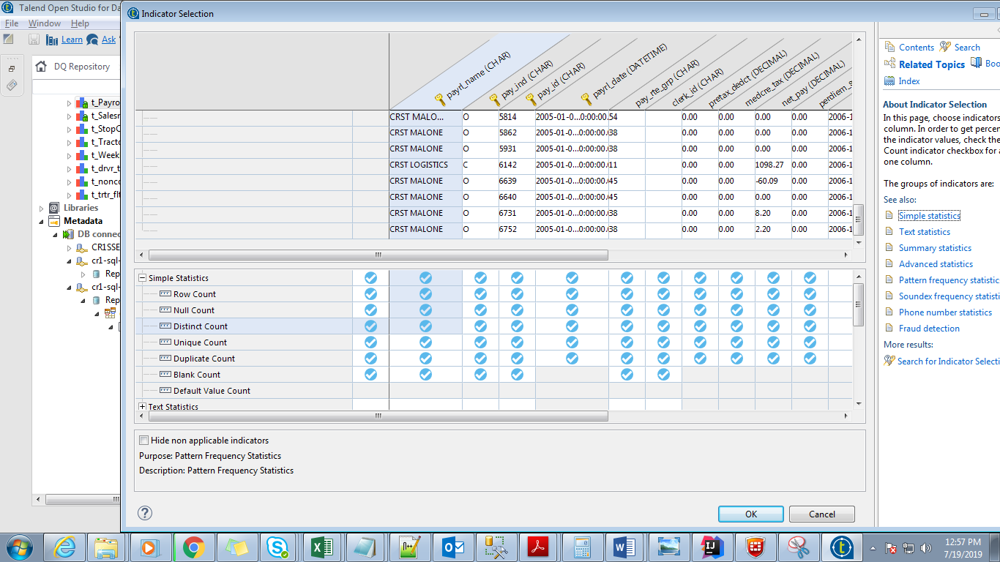 Talend Open Studio for Da
Indicator Selection
File Window Help
Learn Ask
DQ Repository
t_Payro
t_Salesr
t_StopC
t_Tracto
t_Week
t_drvr_t
t_nonco
t_trtr_flt
Libraries
Metadata
DB connec
CR1SSE
cr1-sql-
Rep
cr1-sql-
Rep
payrl_name (CHAR)
pay_ind (CHAR)
pay_id (CHAR)
payrl_date (DATETIME)
pay_rte_grp (CHAR)
clerk_id (CHAR)
pretax_dedct (DECIMAL)
medcre_tax (DECIMAL)
net_pay (DECIMAL)
perdiem_s
CRST MALO... O 5814 2005-01-0...0:00:00.(54 0.00 0.00 0.00 0.00 2006-1
CRST MALONE O 5862 2005-01-0...0:00:00.(38 0.00 0.00 0.00 0.00 2006-1
CRST MALONE O 5931 2005-01-0...0:00:00.(38 0.00 0.00 0.00 0.00 2006-1
CRST LOGISTICS C 6142 2005-01-0...0:00:00.(11 0.00 0.00 1098.27 0.00 2006-1
CRST MALONE O 6639 2005-01-0...0:00:00.(45 0.00 0.00 -60.09 0.00 2006-1
CRST MALONE O 6640 2005-01-0...0:00:00.(45 0.00 0.00 0.00 0.00 2006-1
CRST MALONE O 6731 2005-01-0...0:00:00.(38 0.00 0.00 8.20 0.00 2006-1
CRST MALONE O 6752 2005-01-0...0:00:00.(38 0.00 0.00 2.20 0.00 2006-1
Simple Statistics
Row Count
Null Count
Distinct Count
Unique Count
Duplicate Count
Blank Count
Default Value Count
Text Statistics
Hide non applicable indicators
Purpose: Pattern Frequency Statistics
Description: Pattern Frequency Statistics
OK Cancel
Contents Search
Related Topics Boo
Index
About Indicator Selection
In this page, choose indicators
column. In order to get percen
the indicator values, check the
Count indicator checkbox for a
one column.
The groups of indicators are:
See also:
Simple statistics
Text statistics
Summary statistics
Advanced statistics
Pattern frequency statistic
Soundex frequency statisti
Phone number statistics
Fraud detection
More results:
Search for Indicator Selecti
12:57 PM
7/19/2019